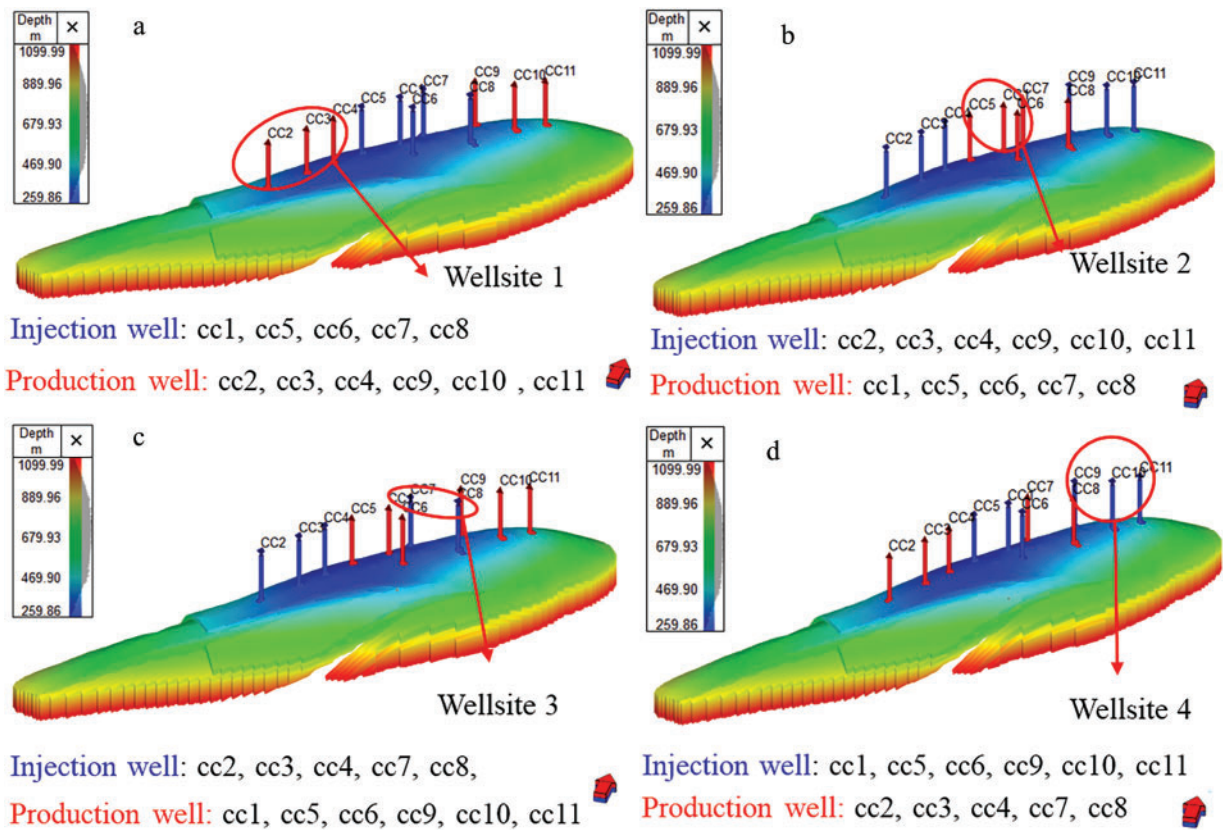 Depth
m
×
1099.99
889.96
679.93
469.90
259.86
a
CC2
CC3
CC4
CC5
CC7
CC6
CC9
CC8
CC10
CC11
Wellsite 1
Injection well: cc1, cc5, cc6, cc7, cc8
Production well: cc2, cc3, cc4, cc9, cc10 , cc11
Depth
m
×
1099.99
889.96
679.93
469.90
259.86
b
CC2
CC5
CC7
CC6
CC9
CC8
CC10
CC11
Wellsite 2
Injection well: cc2, cc3, cc4, cc9, cc10, cc11
Production well: cc1, cc5, cc6, cc7, cc8
Depth
m
×
1099.99
889.96
679.93
469.90
259.86
c
CC2
CC3
CC4
CC5
CC7
CC6
CC9
CC8
CC10
CC11
Wellsite 3
Injection well: cc2, cc3, cc4, cc7, cc8,
Production well: cc1, cc5, cc6, cc9, cc10, cc11
Depth
m
×
1099.99
889.96
679.93
469.90
259.86
d
CC2
CC3
CC4
CC5
CC7
CC6
CC9
CC8
CC10
CC11
Wellsite 4
Injection well: cc1, cc5, cc6, cc9, cc10, cc11
Production well: cc2, cc3, cc4, cc7, cc8